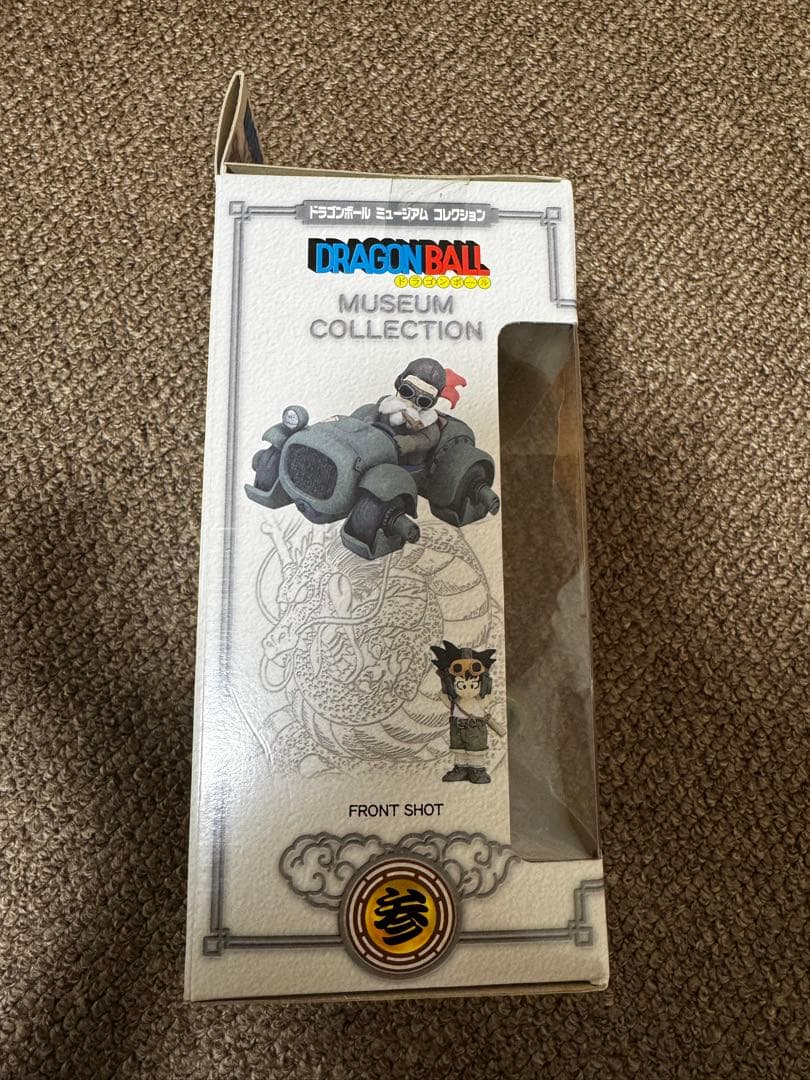 ドラゴンボール ミュージアム コレクション
DRAGON BALL
ドラゴンボール
MUSEUM
COLLECTION
FRONT SHOT
参